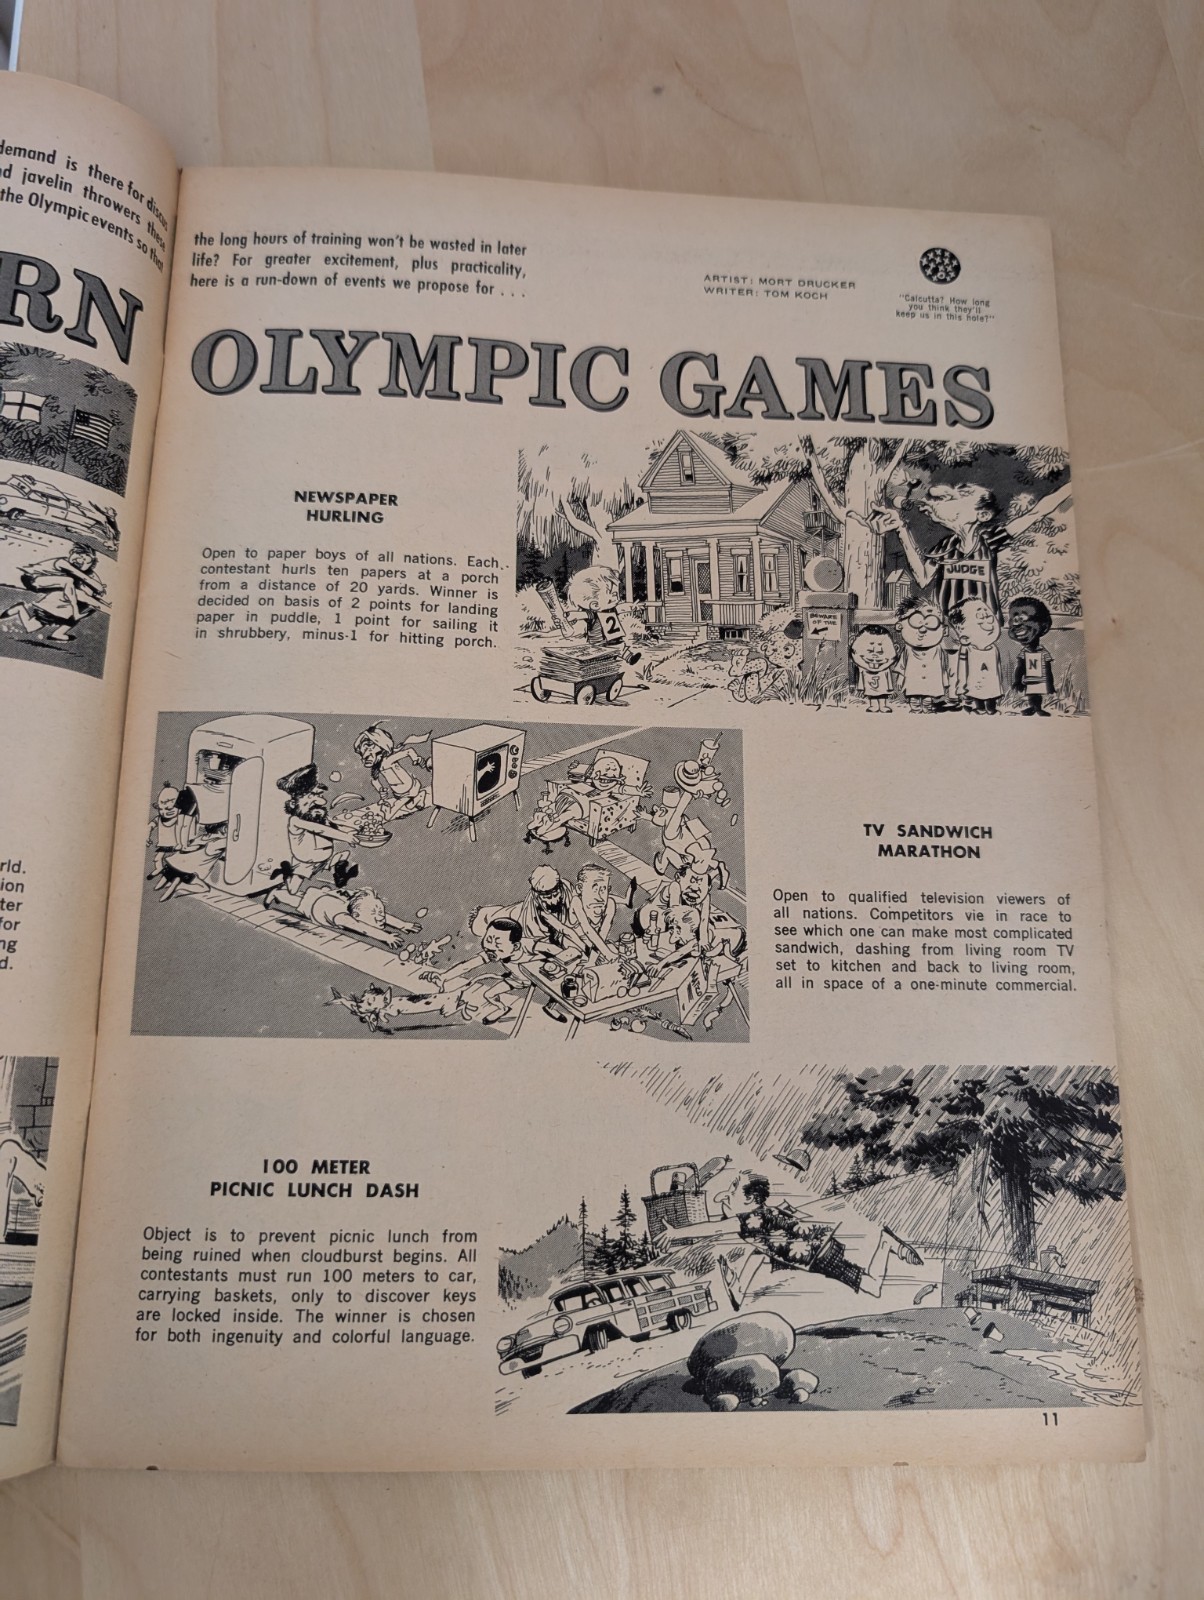 demand is there for discus
nd javelin throwers these
the Olympic events so that
RN
rld.
ion
ter
for
ng
d.
the long hours of training won't be wasted in later
life? For greater excitement, plus practicality,
here is a run-down of events we propose for . . .
ARTIST: MORT DRUCKER
WRITER: TOM KOCH
"Calcutta? How long
you think they'll
keep us in this hole?"
OLYMPIC GAMES
NEWSPAPER
HURLING
Open to paper boys of all nations. Each
contestant hurls ten papers at a porch
from a distance of 20 yards. Winner is
decided on basis of 2 points for landing
paper in puddle, 1 point for sailing it
in shrubbery, minus-1 for hitting porch.
2
BEWARE
OF THE
JUDGE
A
N
TV SANDWICH
MARATHON
Open to qualified television viewers of
all nations. Competitors vie in race to
see which one can make most complicated
sandwich, dashing from living room TV
set to kitchen and back to living room,
all in space of a one-minute commercial.
100 METER
PICNIC LUNCH DASH
Object is to prevent picnic lunch from
being ruined when cloudburst begins. All
contestants must run 100 meters to car,
carrying baskets, only to discover keys
are locked inside. The winner is chosen
for both ingenuity and colorful language.
11